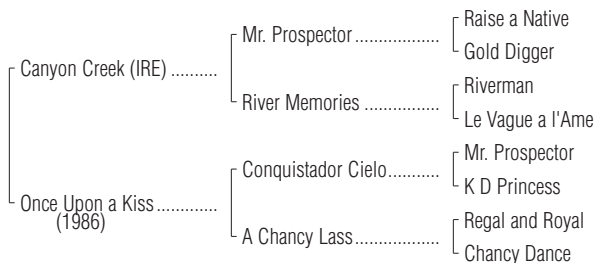 Raise a Native
Mr. Prospector ..................
Gold Digger
Canyon Creek (IRE) ..........
Riverman
River Memories ................
Le Vague a l'Ame
Mr. Prospector
Conquistador Cielo...........
K D Princess
Once Upon a Kiss.............
(1986)
Regal and Royal
A Chancy Lass..................
Chancy Dance